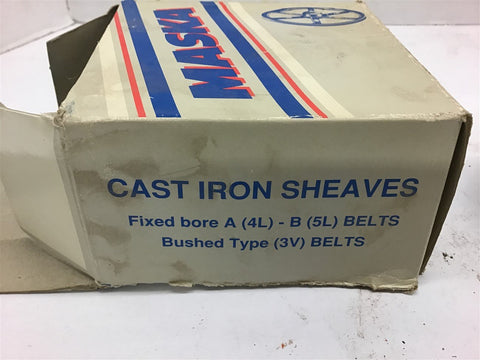 MASKA
CAST IRON SHEAVES
Fixed bore A (4L) - B (5L) BELTS
Bushed Type (3V) BELTS